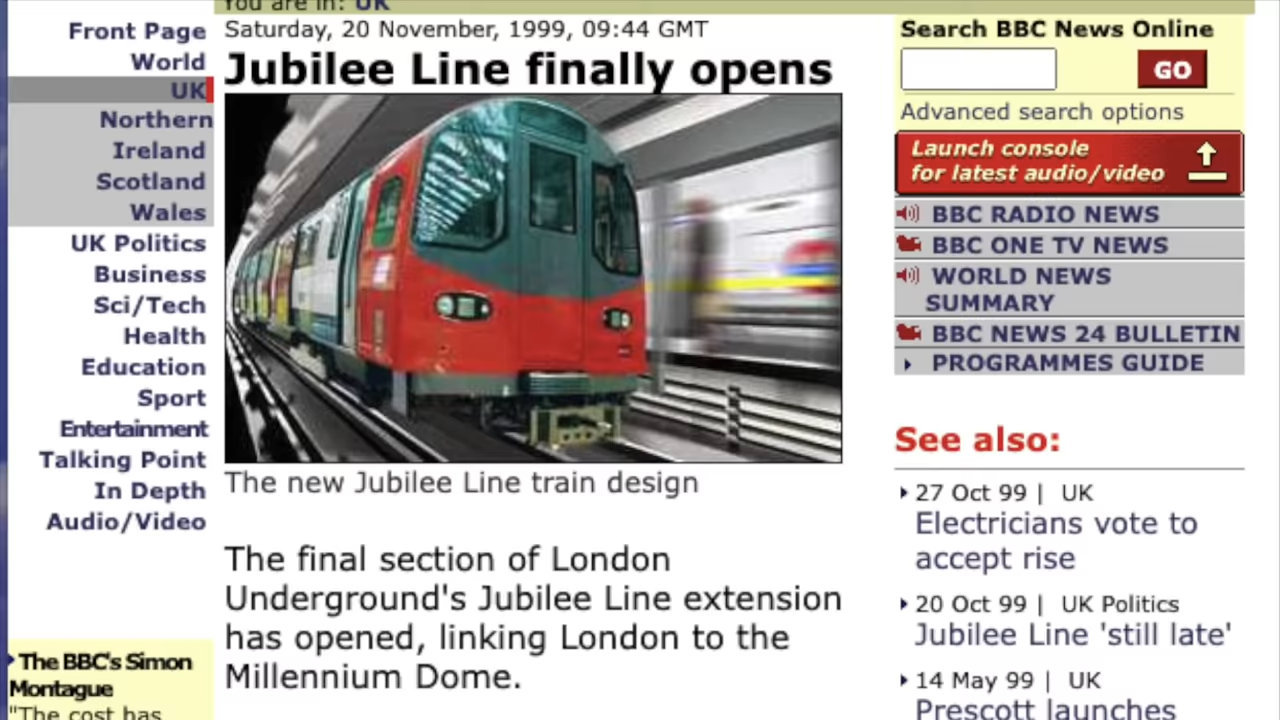 You are in: UK
Front Page
World
UK
Northern
Ireland
Scotland
Wales
UK Politics
Business
Sci/Tech
Health
Education
Sport
Entertainment
Talking Point
In Depth
Audio/Video
The BBC's Simon
Montague
"The cost has
Saturday, 20 November, 1999, 09:44 GMT
Jubilee Line finally opens
The new Jubilee Line train design
The final section of London
Underground's Jubilee Line extension
has opened, linking London to the
Millennium Dome.
Search BBC News Online
GO
Advanced search options
Launch console
for latest audio/video
BBC RADIO NEWS
BBC ONE TV NEWS
WORLD NEWS
SUMMARY
BBC NEWS 24 BULLETIN
PROGRAMMES GUIDE
See also:
27 Oct 99 | UK
Electricians vote to
accept rise
20 Oct 99 | UK Politics
Jubilee Line 'still late'
14 May 99 | UK
Prescott launches